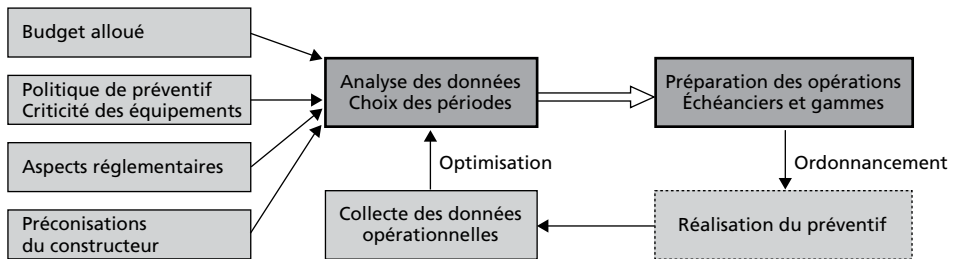 Budget alloué
Politique de préventif
Criticité des équipements
Aspects réglementaires
Préconisations
du constructeur
Analyse des données
Choix des périodes
Optimisation
Collecte des données
opérationnelles
Préparation des opérations
Échéanciers et gammes
Ordonnancement
Réalisation du préventif